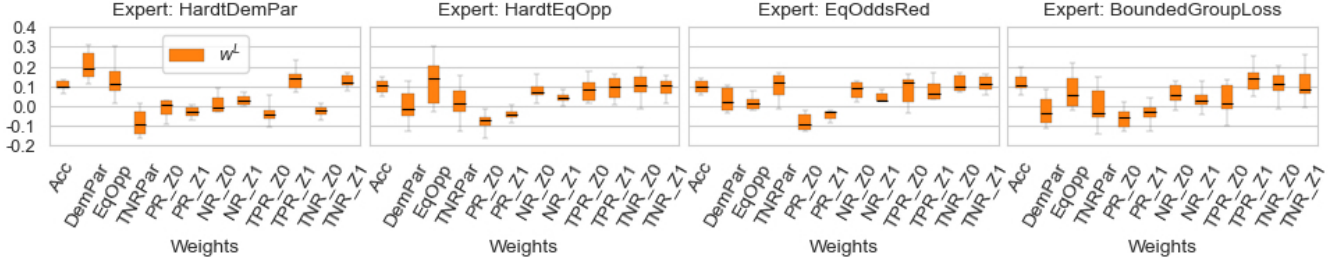 Expert: HardtDemPar Expert: HardtEqOpp Expert: EqOddsRed Expert: BoundedGroupLoss
0.4
0.3
0.2
0.1
0.0
-0.1
-0.2
w^L
Acc DemPar EqOpp TNRPar PR_Z0 PR_Z1 NR_Z0 NR_Z1 TPR_Z0 TPR_Z1 TNR_Z0 TNR_Z1
Acc DemPar EqOpp TNRPar PR_Z0 PR_Z1 NR_Z0 NR_Z1 TPR_Z0 TPR_Z1 TNR_Z0 TNR_Z1
Acc DemPar EqOpp TNRPar PR_Z0 PR_Z1 NR_Z0 NR_Z1 TPR_Z0 TPR_Z1 TNR_Z0 TNR_Z1
Acc DemPar EqOpp TNRPar PR_Z0 PR_Z1 NR_Z0 NR_Z1 TPR_Z0 TPR_Z1 TNR_Z0 TNR_Z1
Weights Weights Weights Weights